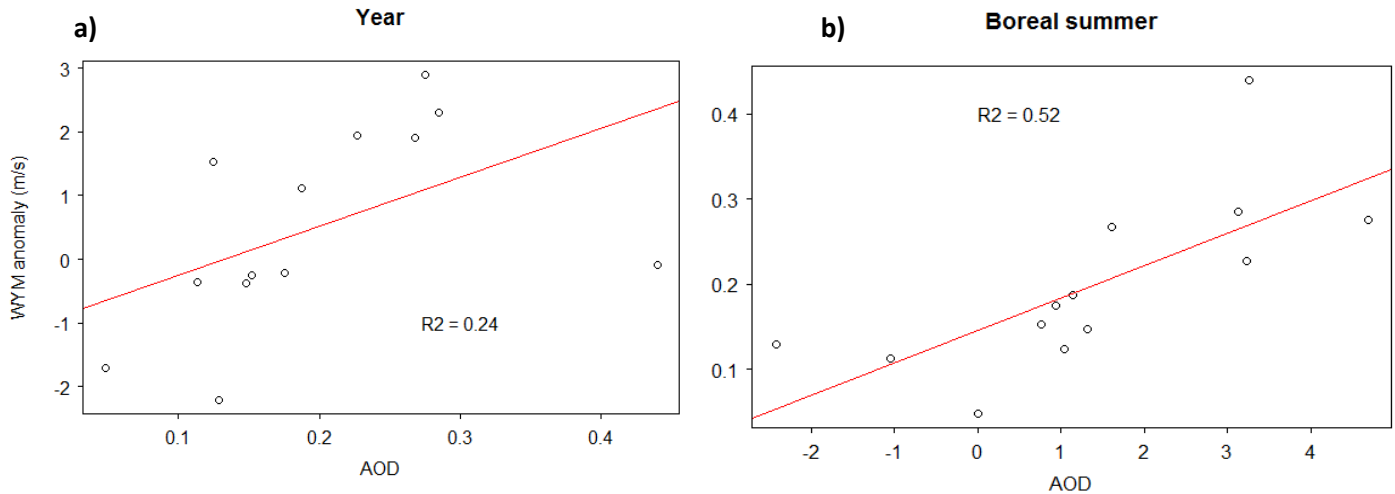 a)
Year
WYM anomaly (m/s)
3
2
1
0
-1
-2
R2 = 0.24
0.1
0.2
0.3
0.4
AOD
b)
Boreal summer
0.4
0.3
0.2
0.1
R2 = 0.52
-2
-1
0
1
2
3
4
AOD